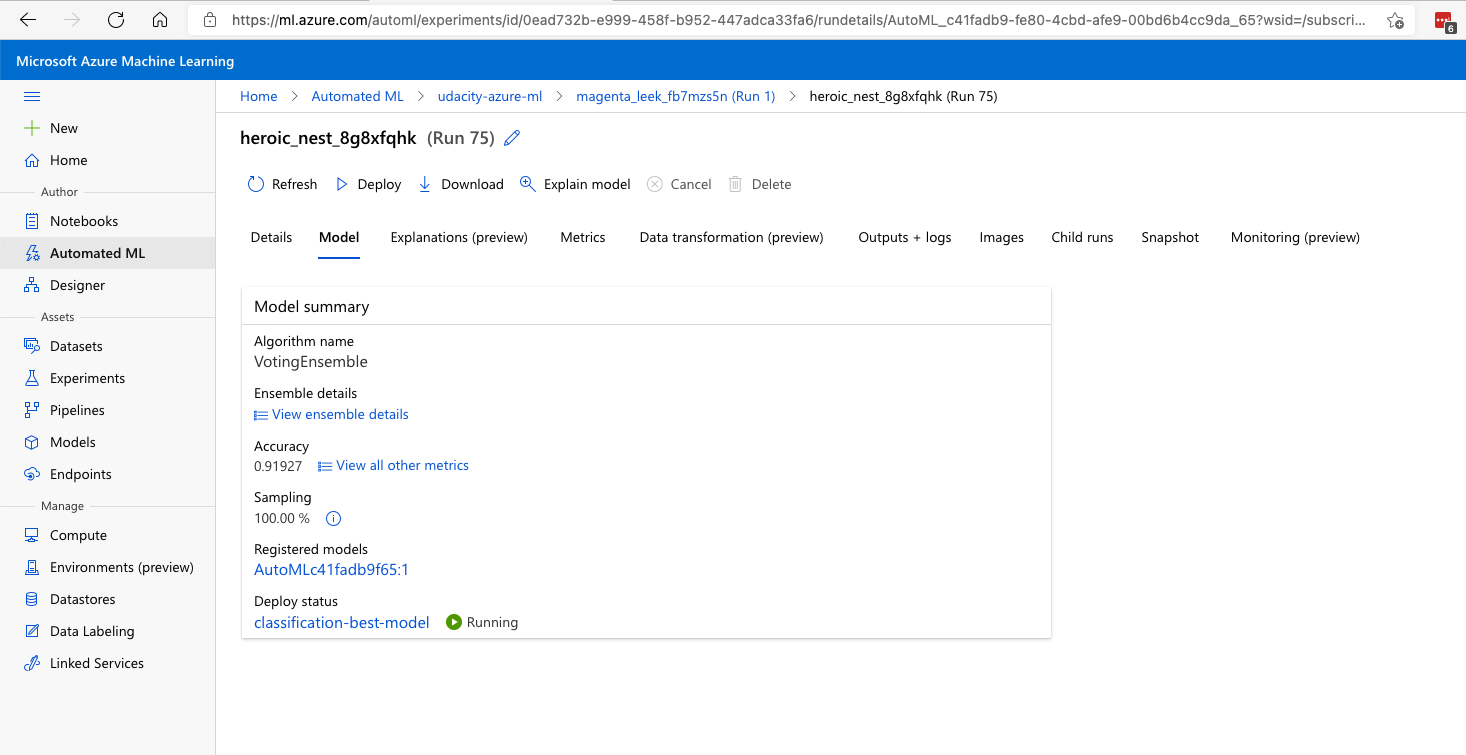 https://ml.azure.com/automl/experiments/id/0ead732b-e999-458f-b952-447adca33fa6/rundetails/AutoML_c41fadb9-fe80-4cbd-afe9-00bd6b4cc9da_65?wsid=/subscri...
6
Microsoft Azure Machine Learning
New
Home
Author
Notebooks
Automated ML
Designer
Assets
Datasets
Experiments
Pipelines
Models
Endpoints
Manage
Compute
Environments (preview)
Datastores
Data Labeling
Linked Services
Home > Automated ML > udacity-azure-ml > magenta_leek_fb7mzs5n (Run 1) > heroic_nest_8g8xfqhk (Run 75)
heroic_nest_8g8xfqhk (Run 75)
Refresh Deploy Download Explain model Cancel Delete
Details Model Explanations (preview) Metrics Data transformation (preview) Outputs + logs Images Child runs Snapshot Monitoring (preview)
Model summary
Algorithm name
VotingEnsemble
Ensemble details
View ensemble details
Accuracy
0.91927 View all other metrics
Sampling
100.00 %
Registered models
AutoMLc41fadb9f65:1
Deploy status
classification-best-model Running